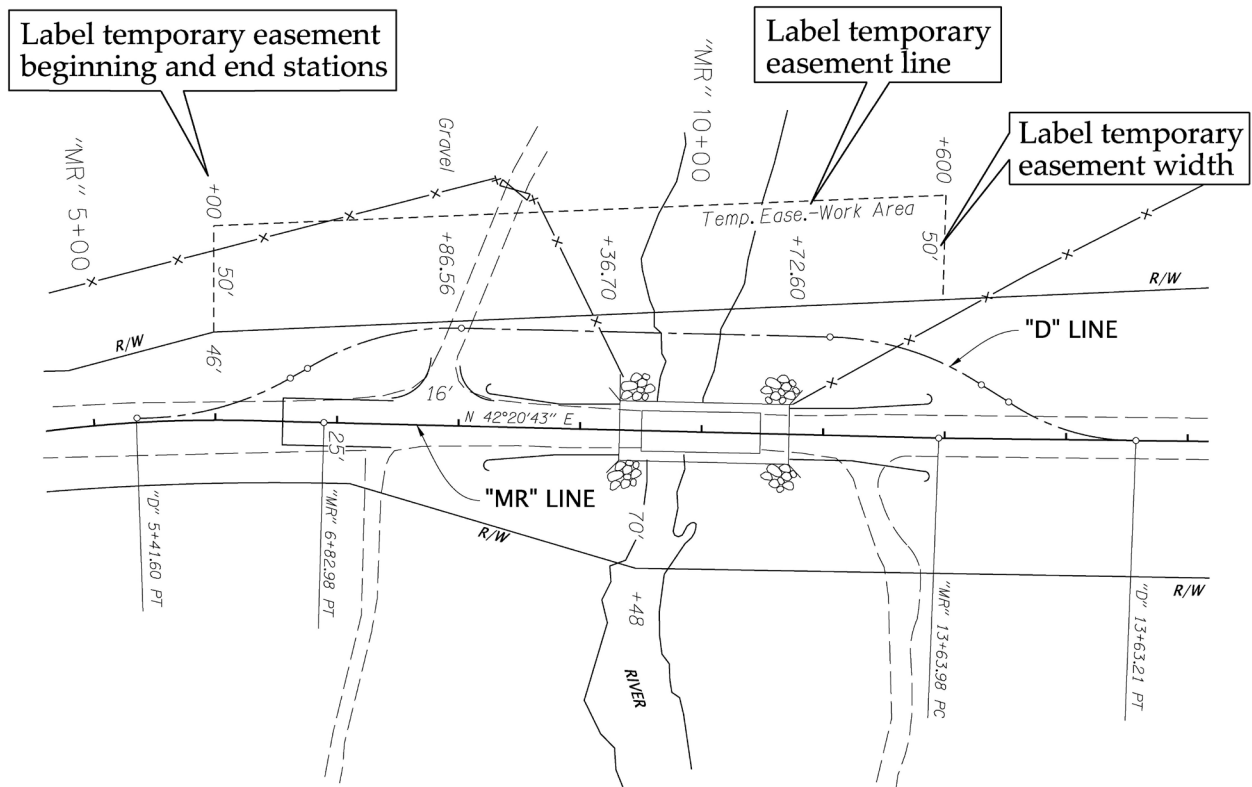 Label temporary easement
beginning and end stations
Label temporary
easement line
Label temporary
easement width
"MR" 5+00
+00
Gravel
"MR" 10+00
+600
Temp.Ease.-Work Area
50'
+86.56
+36.70
+72.60
50'
R/W
R/W
46'
"D" LINE
16'
N 42°20'43" E
25'
"MR" LINE
R/W
70'
"D" 5+41.60 PT
"MR" 6+82.98 PT
+48
RIVER
"MR" 13+63.98 PC
"D" 13+63.21 PT
R/W